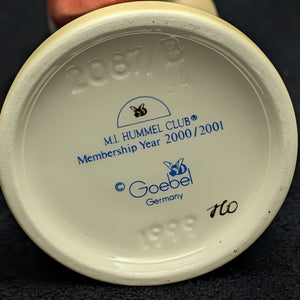 2087/B
M.I. HUMMEL CLUB®
Membership Year 2000/2001
© Goebel
Germany
1999